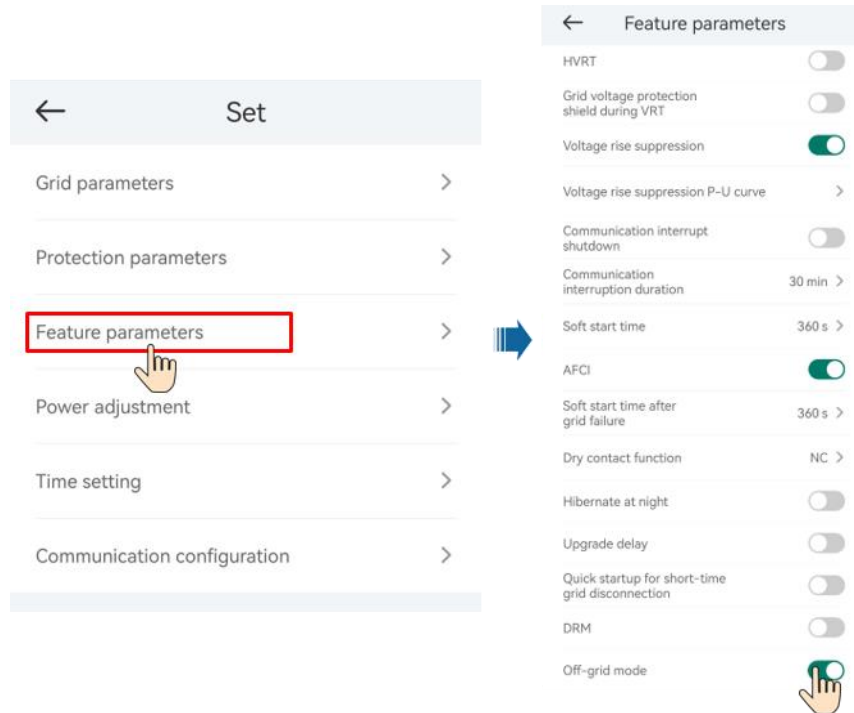 Set
Grid parameters
Protection parameters
Feature parameters
Power adjustment
Time setting
Communication configuration
Feature parameters
HVRT
Grid voltage protection
shield during VRT
Voltage rise suppression
Voltage rise suppression P-U curve
Communication interrupt
shutdown
Communication
interruption duration
30 min
Soft start time
360 s
AFCI
Soft start time after
grid failure
360 s
Dry contact function
NC
Hibernate at night
Upgrade delay
Quick startup for short-time
grid disconnection
DRM
Off-grid mode